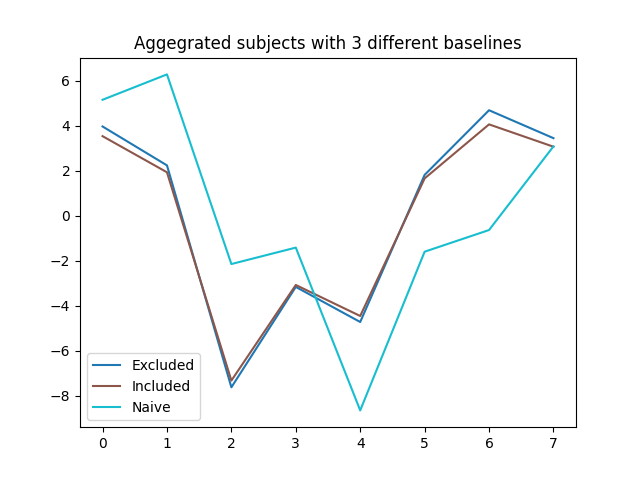 Aggegrated subjects with 3 different baselines
6
4
2
0
−2
−4
−6
−8
Excluded
Included
Naive
0 1 2 3 4 5 6 7